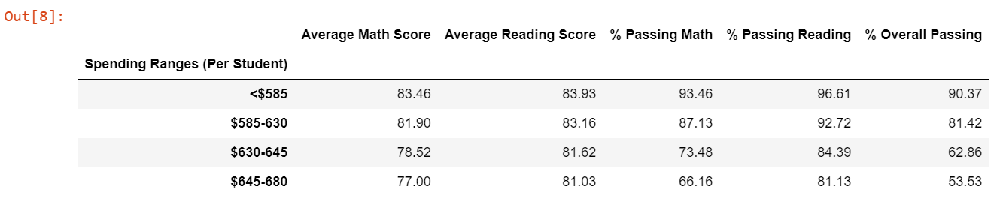 Out[8]:
Average Math Score Average Reading Score % Passing Math % Passing Reading % Overall Passing
Spending Ranges (Per Student)
<$585 83.46 83.93 93.46 96.61 90.37
$585-630 81.90 83.16 87.13 92.72 81.42
$630-645 78.52 81.62 73.48 84.39 62.86
$645-680 77.00 81.03 66.16 81.13 53.53